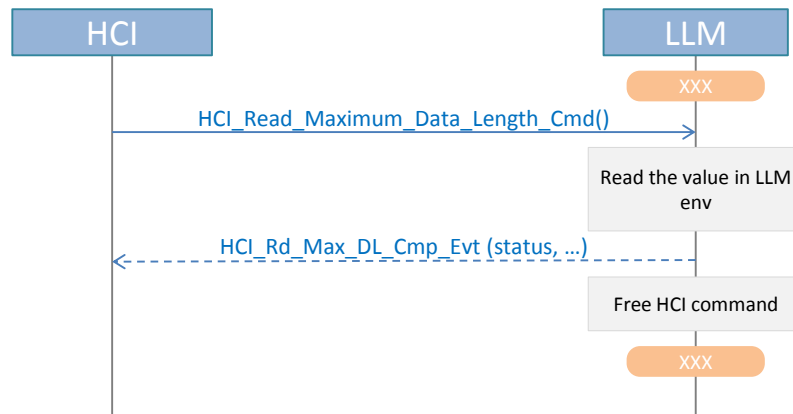 HCI
LLM
XXX
HCI_Read_Maximum_Data_Length_Cmd()
Read the value in LLM
env
HCI_Rd_Max_DL_Cmp_Evt (status, ...)
Free HCI command
XXX